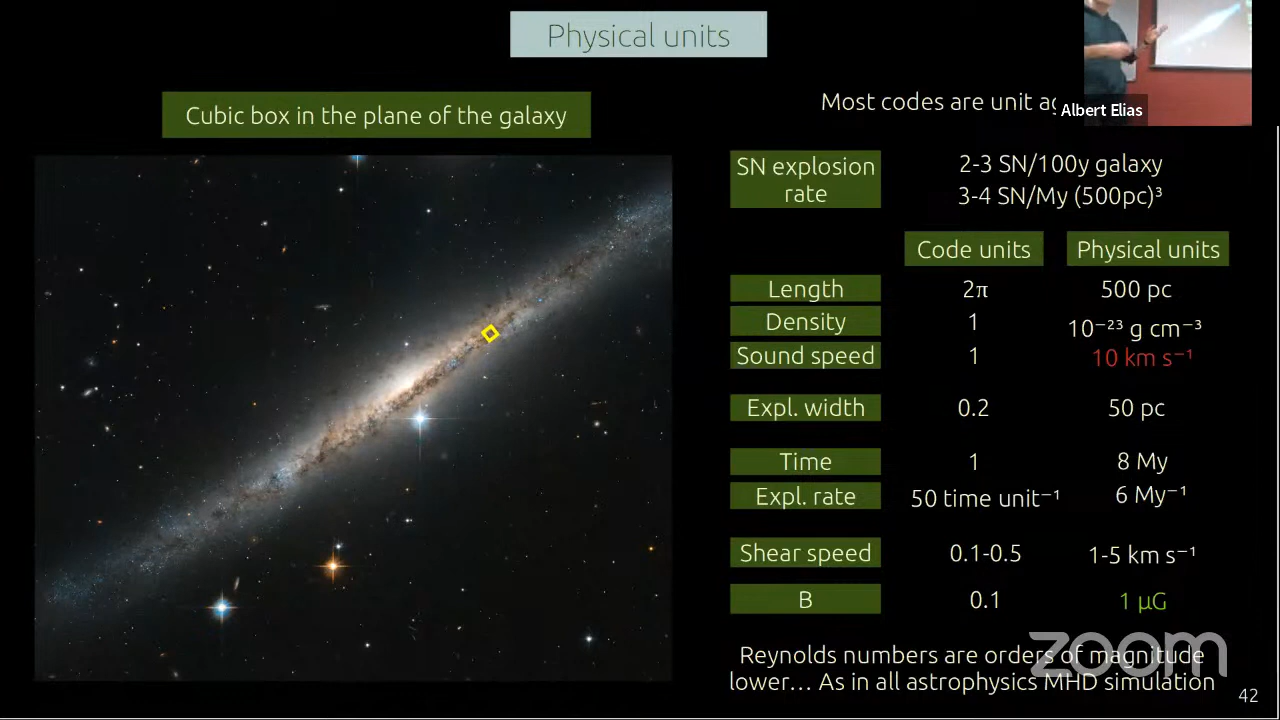 Physical units
Cubic box in the plane of the galaxy
Most codes are unit
Albert Elias
SN explosion rate
2-3 SN/100y galaxy
3-4 SN/My (500pc)³
Code units Physical units
Length 2π 500 pc
Density 1 10⁻²³ g cm⁻³
Sound speed 1 10 km s⁻¹
Expl. width 0.2 50 pc
Time 1 8 My
Expl. rate 50 time unit⁻¹ 6 My⁻¹
Shear speed 0.1-0.5 1-5 km s⁻¹
B 0.1 1 μG
Reynolds numbers are orders of magnitude
lower... As in all astrophysics MHD simulation
zoom
42